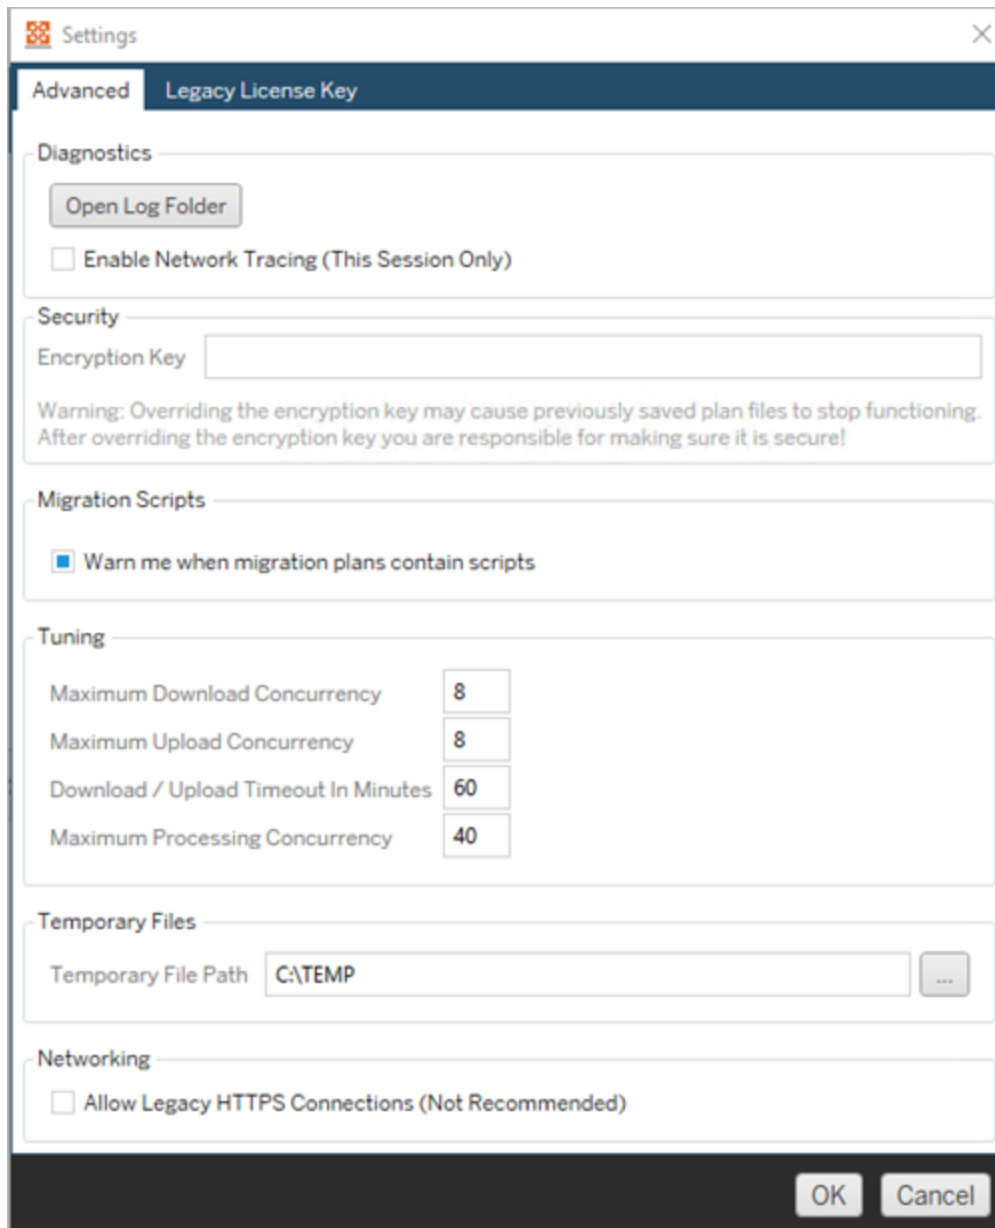 Settings
Advanced Legacy License Key
Diagnostics
Open Log Folder
Enable Network Tracing (This Session Only)
Security
Encryption Key
Warning: Overriding the encryption key may cause previously saved plan files to stop functioning.
After overriding the encryption key you are responsible for making sure it is secure!
Migration Scripts
Warn me when migration plans contain scripts
Tuning
Maximum Download Concurrency 8
Maximum Upload Concurrency 8
Download / Upload Timeout In Minutes 60
Maximum Processing Concurrency 40
Temporary Files
Temporary File Path C:\TEMP ...
Networking
Allow Legacy HTTPS Connections (Not Recommended)
OK Cancel